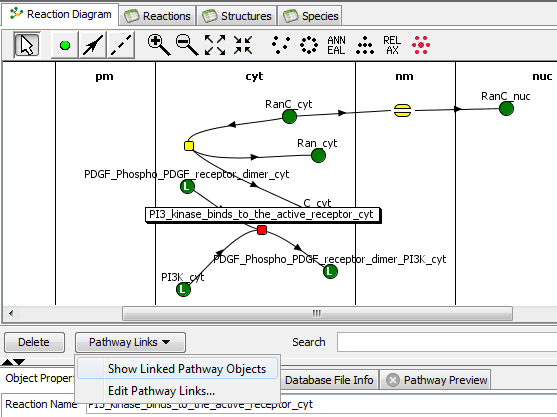 Reaction Diagram Reactions Structures Species
ANN EAL REL AX
pm cyt nm nuc
RanC_cyt
RanC_nuc
Ran_cyt
PDGF_Phospho_PDGF_receptor_dimer_cyt
L
C_cyt
PI3_kinase_binds_to_the_active_receptor_cyt
PDGF_Phospho_PDGF_receptor_dimer_PI3K_cyt
L
PI3K_cyt
L
Delete Pathway Links Search
Show Linked Pathway Objects
Edit Pathway Links...
Object Propert Database File Info Pathway Preview
Reaction Name PI3_kinase_binds_to_the_active_receptor_cyt